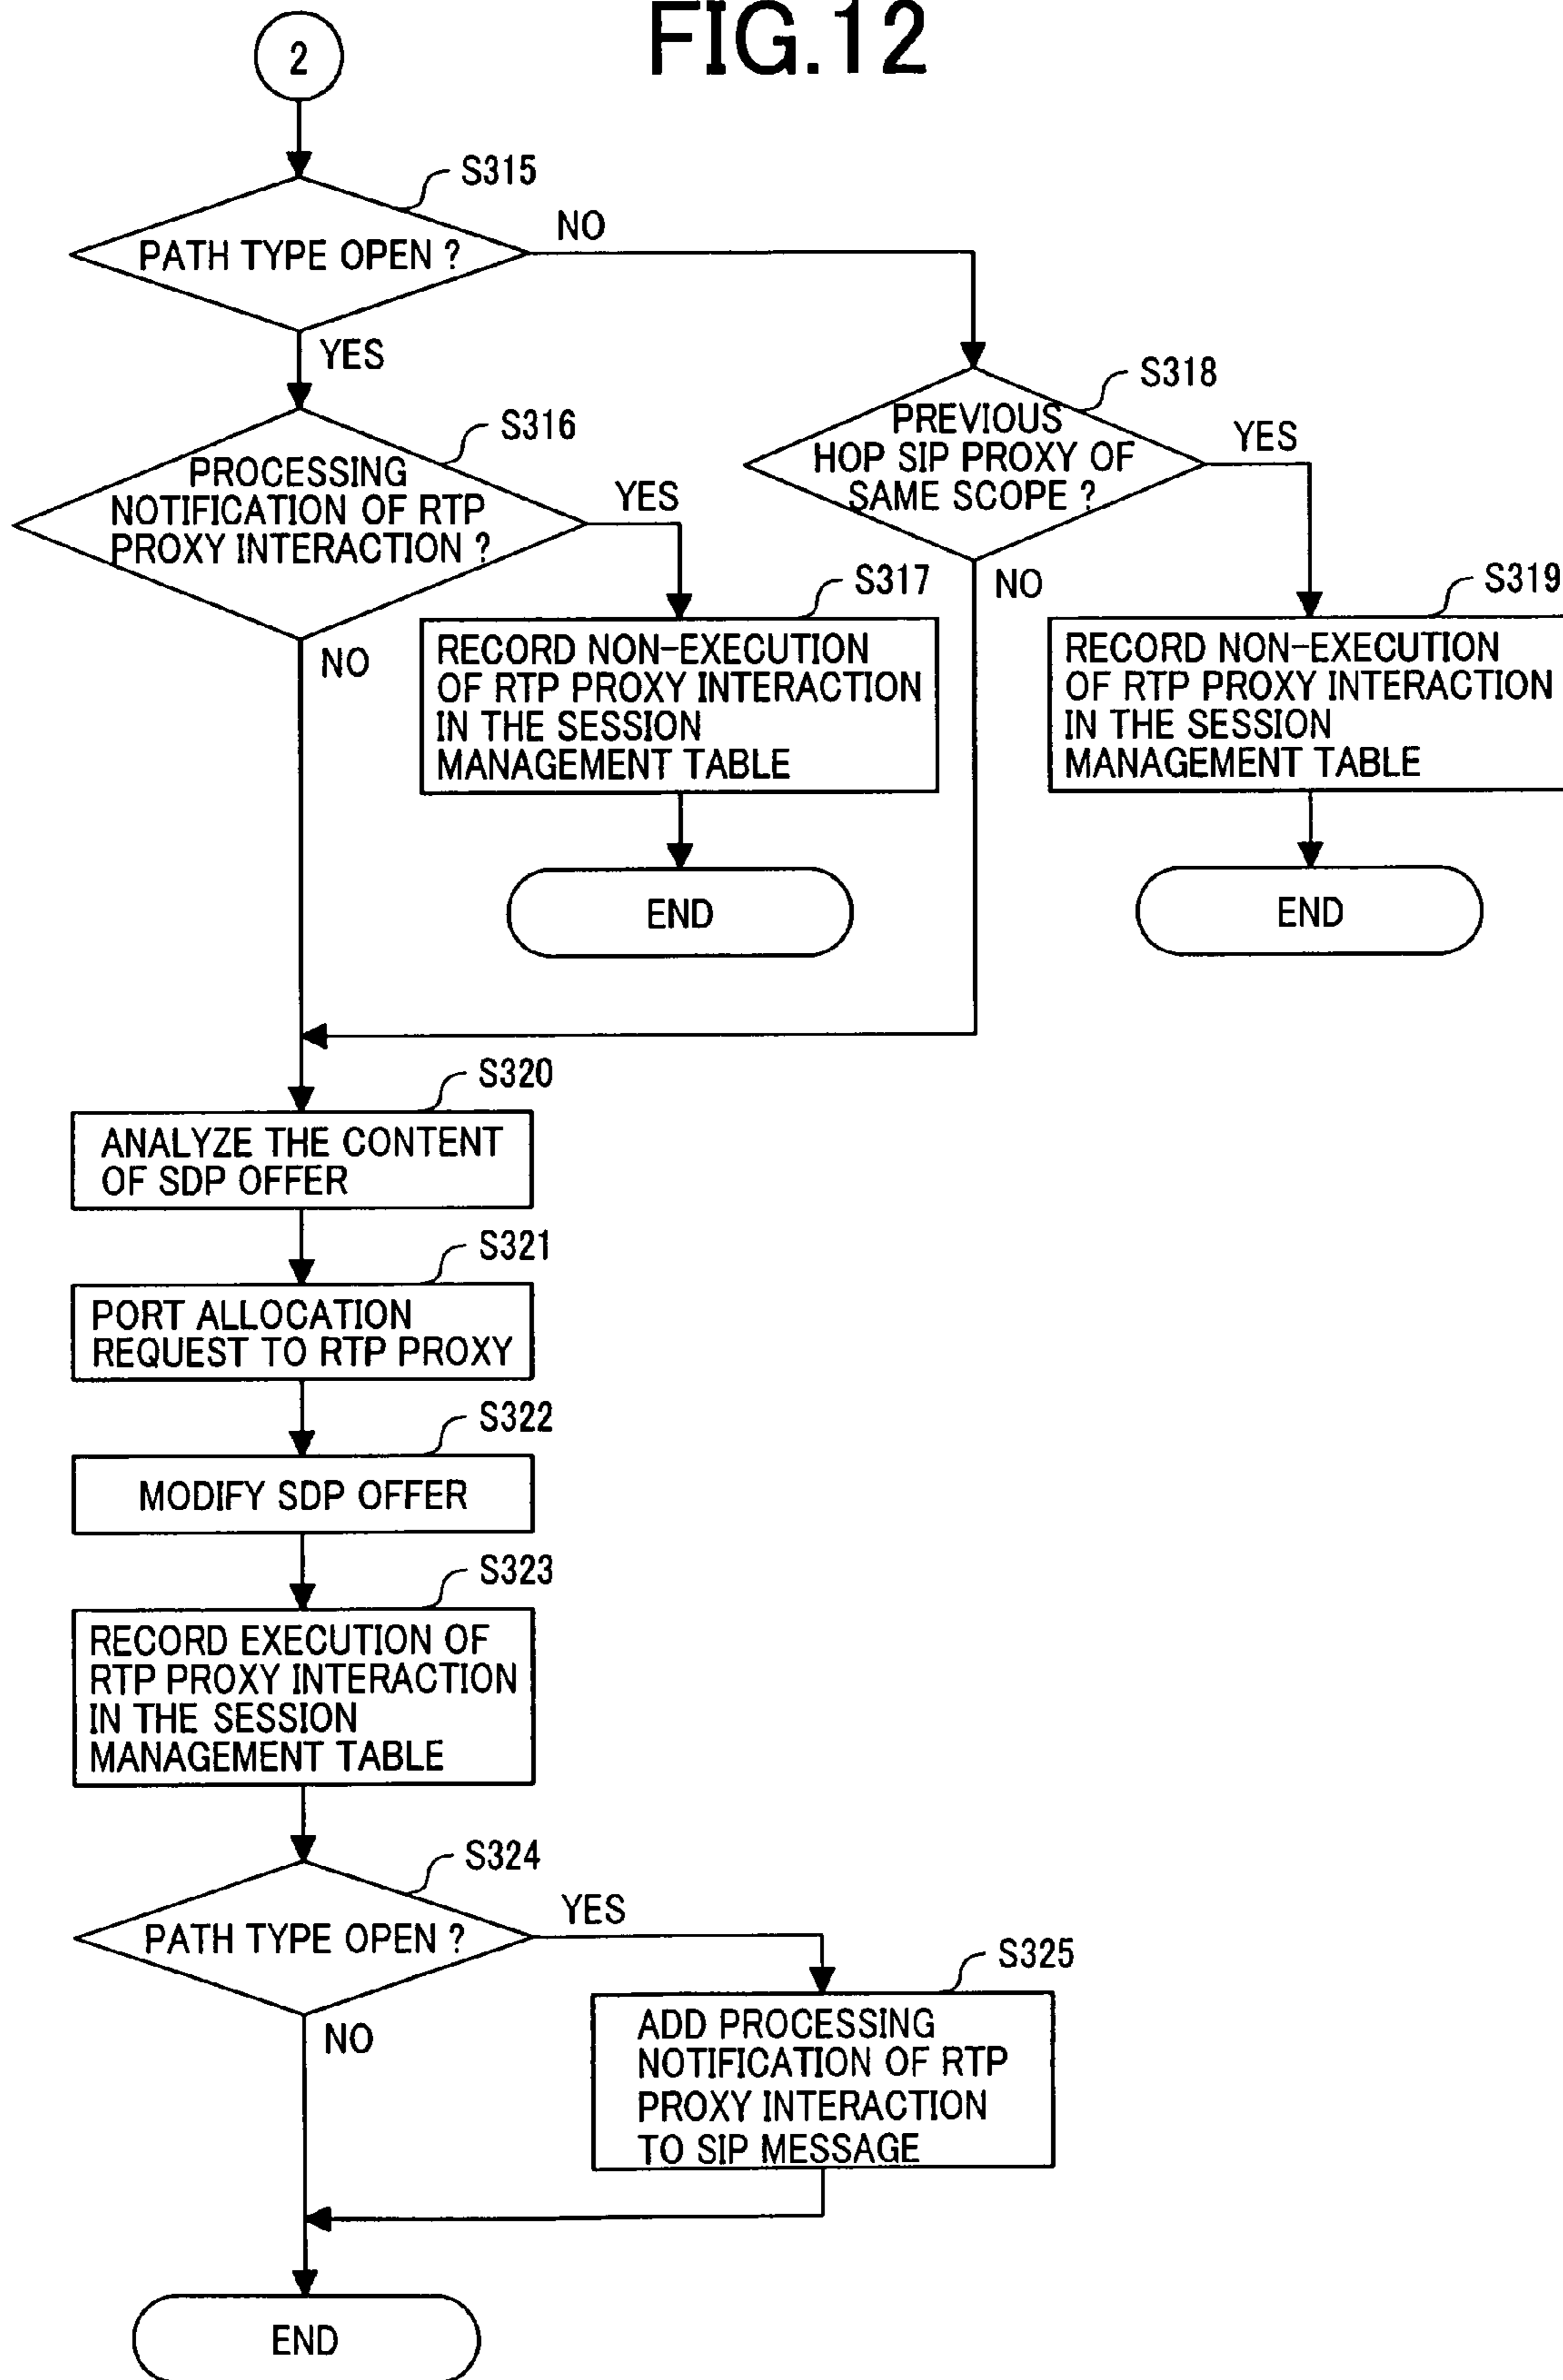 FIG.12
2
S315
PATH TYPE OPEN ?
NO
YES
S316
PROCESSING
NOTIFICATION OF RTP
PROXY INTERACTION ?
YES
NO
S318
PREVIOUS
HOP SIP PROXY OF
SAME SCOPE ?
YES
NO
S317
RECORD NON-EXECUTION
OF RTP PROXY INTERACTION
IN THE SESSION
MANAGEMENT TABLE
END
S319
RECORD NON-EXECUTION
OF RTP PROXY INTERACTION
IN THE SESSION
MANAGEMENT TABLE
END
S320
ANALYZE THE CONTENT
OF SDP OFFER
S321
PORT ALLOCATION
REQUEST TO RTP PROXY
S322
MODIFY SDP OFFER
S323
RECORD EXECUTION OF
RTP PROXY INTERACTION
IN THE SESSION
MANAGEMENT TABLE
S324
PATH TYPE OPEN ?
YES
NO
S325
ADD PROCESSING
NOTIFICATION OF RTP
PROXY INTERACTION
TO SIP MESSAGE
END